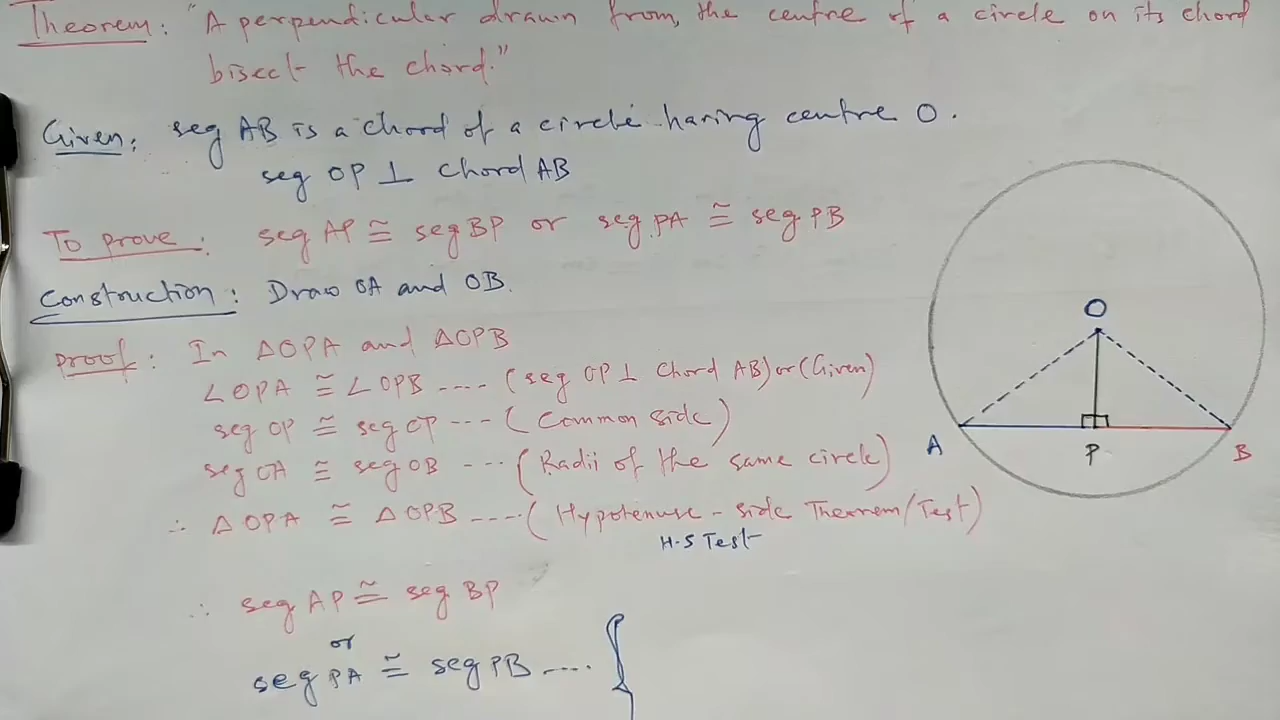 Theorem: "A perpendicular drawn from, the centre of a circle on its chord
bisect the chord."
Given: seg AB is a chord of a circle having centre O.
seg OP ⊥ chord AB
To prove: seg AP ≅ seg BP or seg PA ≅ seg PB
Construction: Draw OA and OB.
Proof: In ΔOPA and ΔOPB
∠OPA ≅ ∠OPB .... (seg OP ⊥ chord AB) or (Given)
seg OP ≅ seg OP --- (Common side)
seg OA ≅ seg OB --- (Radii of the same circle)
∴ ΔOPA ≅ ΔOPB ---- (Hypotenuse - side Theorem/Test)
H.S Test
∴ seg AP ≅ seg BP
or
seg PA ≅ seg PB .... {
O
A
P
B